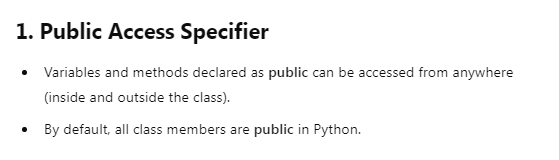 1. Public Access Specifier
• Variables and methods declared as public can be accessed from anywhere
(inside and outside the class).
• By default, all class members are public in Python.